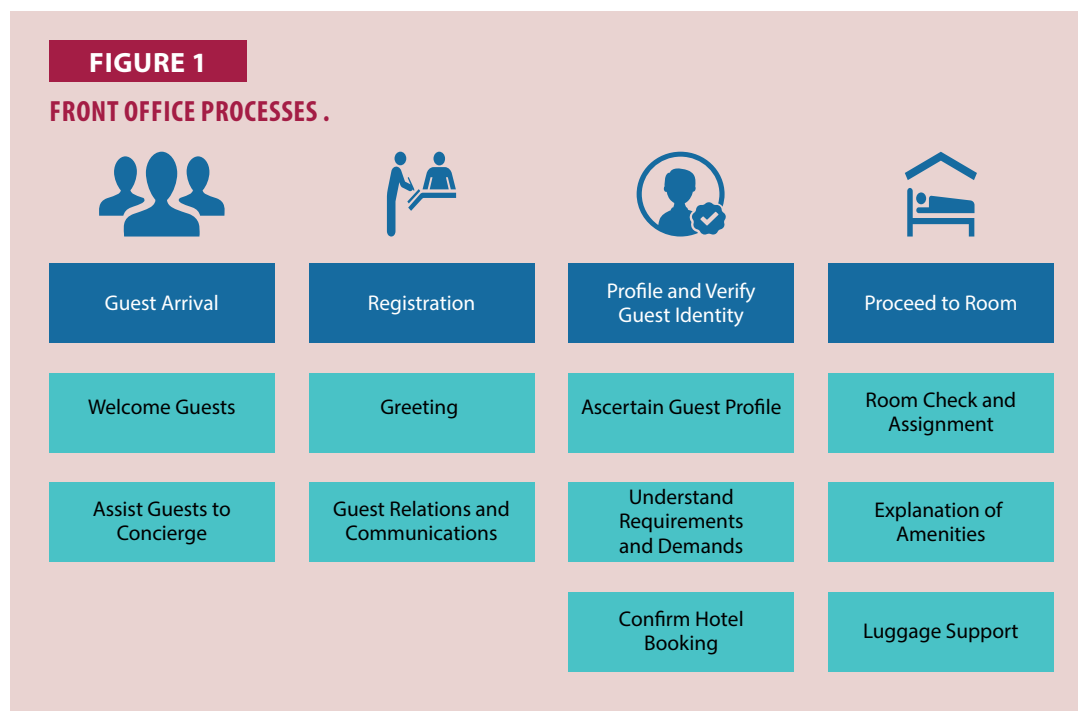 FIGURE 1
FRONT OFFICE PROCESSES .
Guest Arrival
Welcome Guests
Assist Guests to
Concierge
Registration
Greeting
Guest Relations and
Communications
Profile and Verify
Guest Identity
Ascertain Guest Profile
Understand
Requirements
and Demands
Confirm Hotel
Booking
Proceed to Room
Room Check and
Assignment
Explanation of
Amenities
Luggage Support